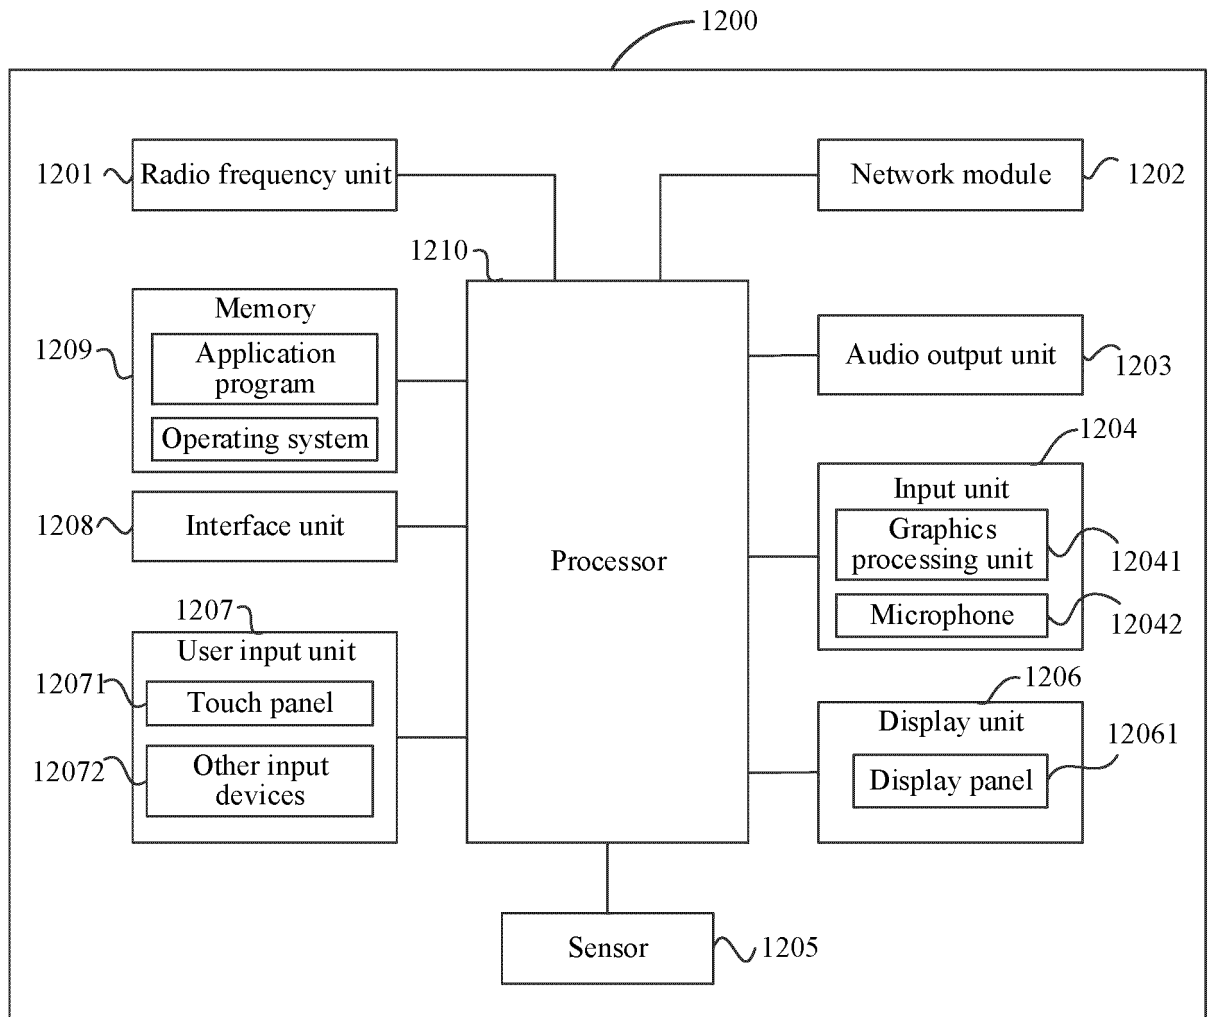 1200
1201
Radio frequency unit
Network module
1202
1210
Memory
Application
program
Operating system
1209
Audio output unit
1203
1204
Input unit
Graphics
processing unit
12041
Microphone
12042
1208
Interface unit
Processor
1207
User input unit
12071
Touch panel
12072
Other input
devices
1206
Display unit
12061
Display panel
Sensor
1205